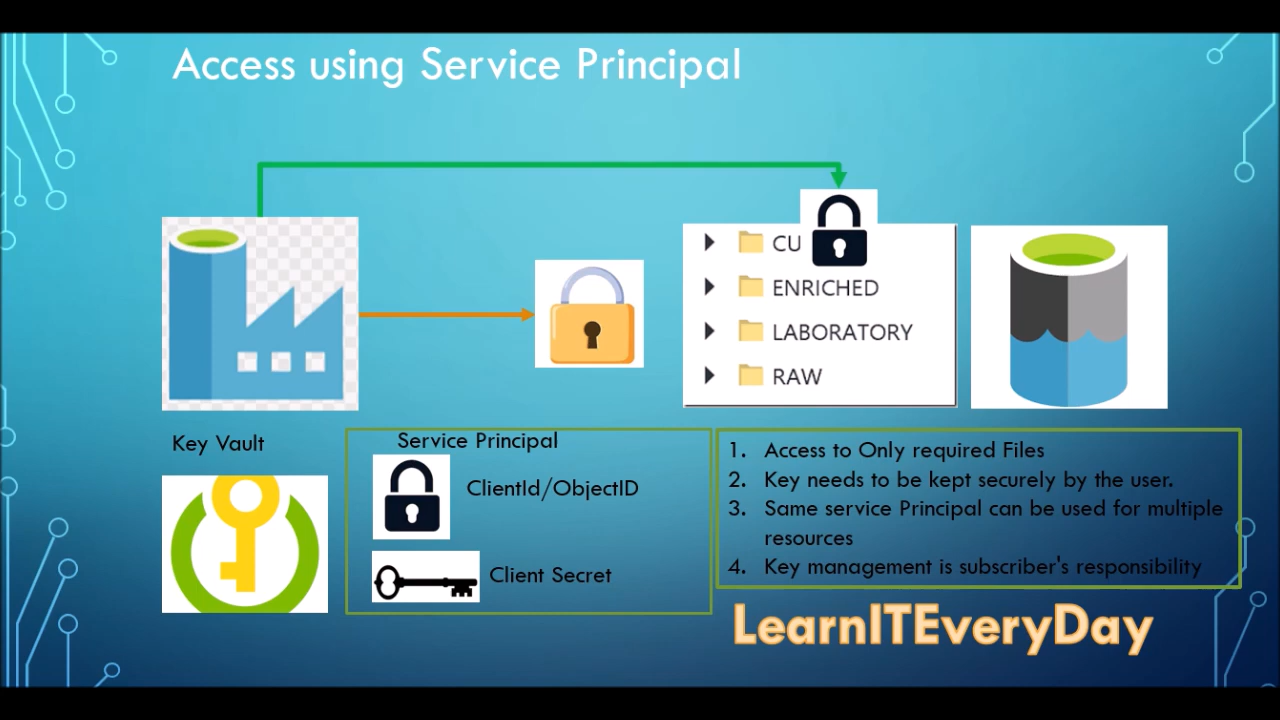 Access using Service Principal
CU
ENRICHED
LABORATORY
RAW
Key Vault
Service Principal
ClientId/ObjectID
Client Secret
1. Access to Only required Files
2. Key needs to be kept securely by the user.
3. Same service Principal can be used for multiple
resources
4. Key management is subscriber's responsibility
LearnITEveryDay